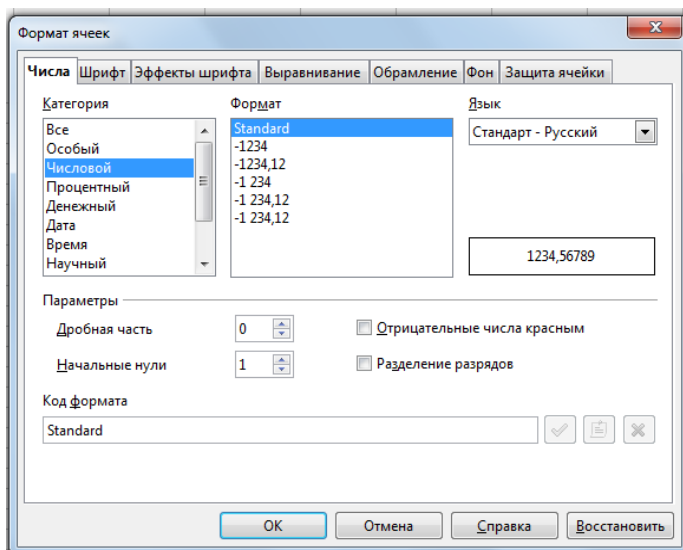 Формат ячеек
Числа Шрифт Эффекты шрифта Выравнивание Обрамление Фон Защита ячейки
Категория Формат Язык
Все
Особый
Числовой
Процентный
Денежный
Дата
Время
Научный
Standard
-1234
-1234,12
-1 234
-1 234,12
-1 234,12
Стандарт - Русский
1234,56789
Параметры
Дробная часть 0 Отрицательные числа красным
Начальные нули 1 Разделение разрядов
Код формата
Standard
ОК Отмена Справка Восстановить